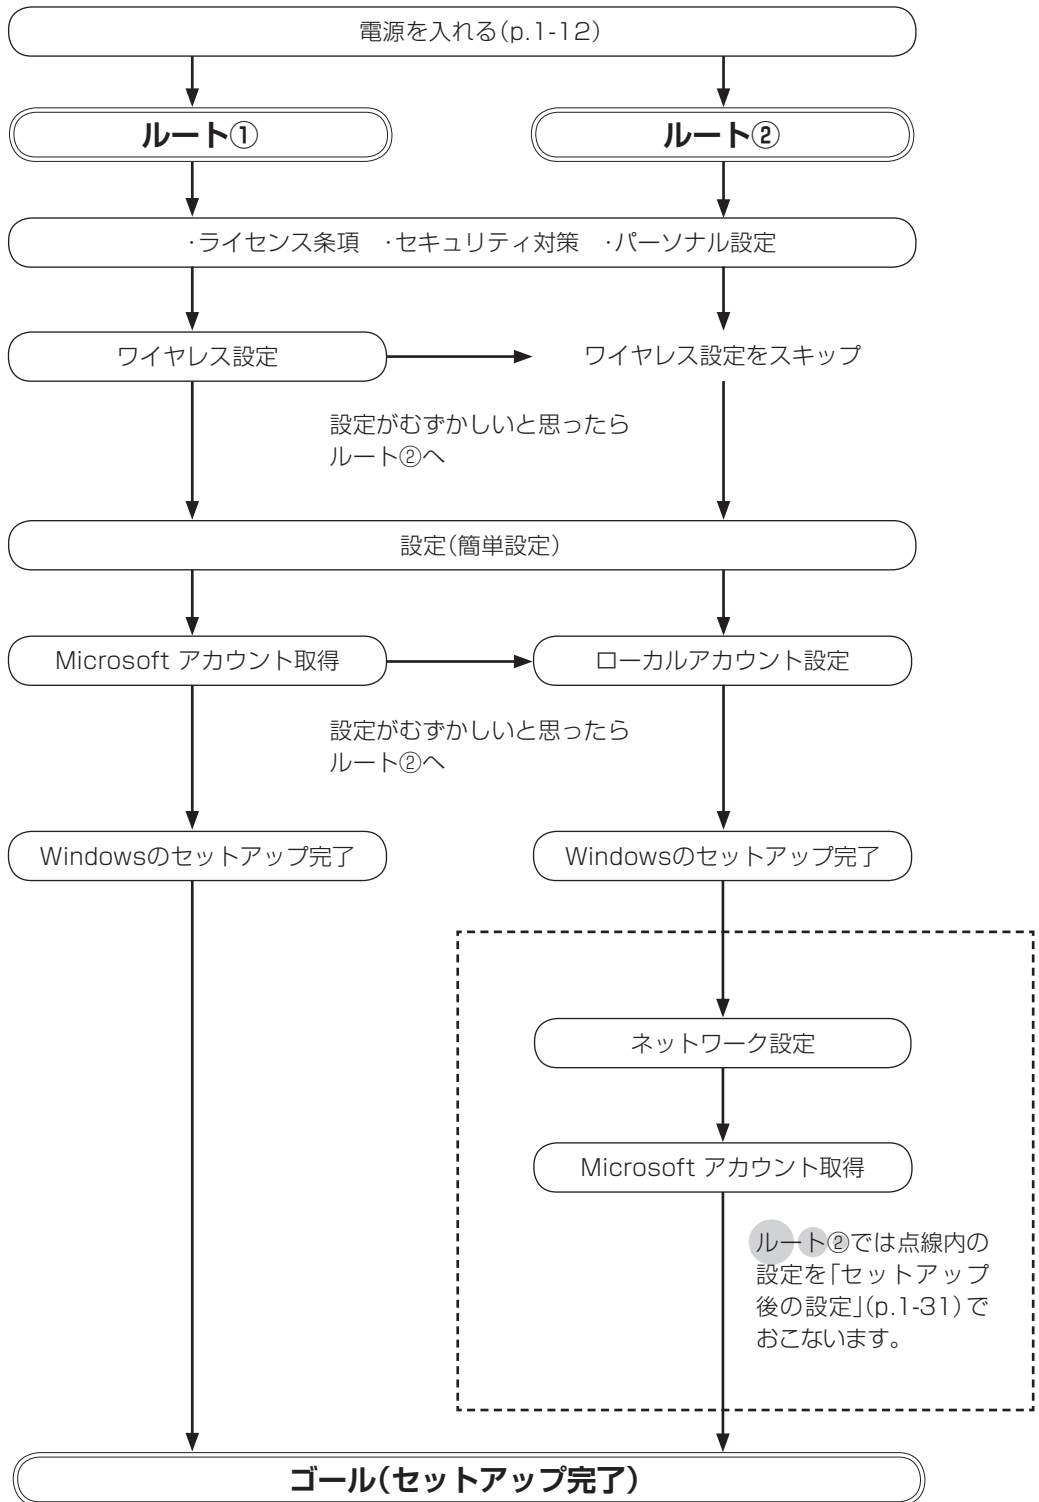 電源を入れる(p.1-12)
ルート①
ルート②
・ライセンス条項　・セキュリティ対策　・パーソナル設定
ワイヤレス設定
ワイヤレス設定をスキップ
設定がむずかしいと思ったら
ルート②へ
設定(簡単設定)
Microsoft アカウント取得
ローカルアカウント設定
設定がむずかしいと思ったら
ルート②へ
Windowsのセットアップ完了
Windowsのセットアップ完了
ネットワーク設定
Microsoft アカウント取得
ルート②では点線内の
設定を「セットアップ
後の設定」(p.1-31)で
おこないます。
ゴール(セットアップ完了)